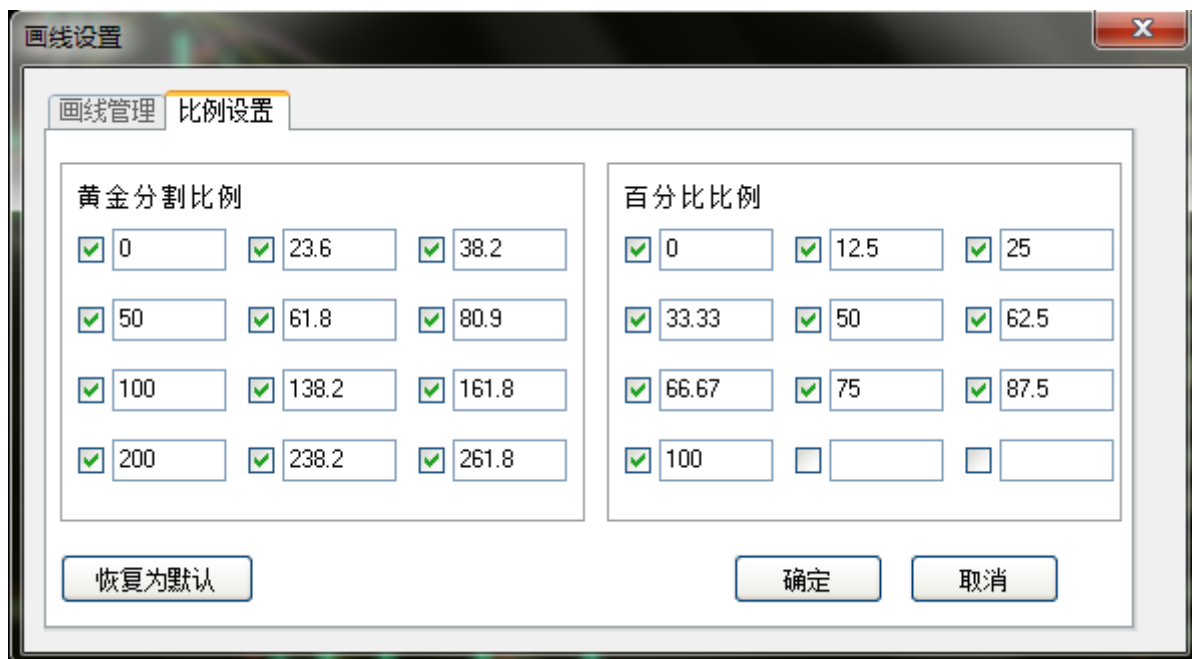 画线设置
画线管理 比例设置
黄金分割比例 百分比比例
0 23.6 38.2 0 12.5 25
50 61.8 80.9 33.33 50 62.5
100 138.2 161.8 66.67 75 87.5
200 238.2 261.8 100
恢复为默认 确定 取消